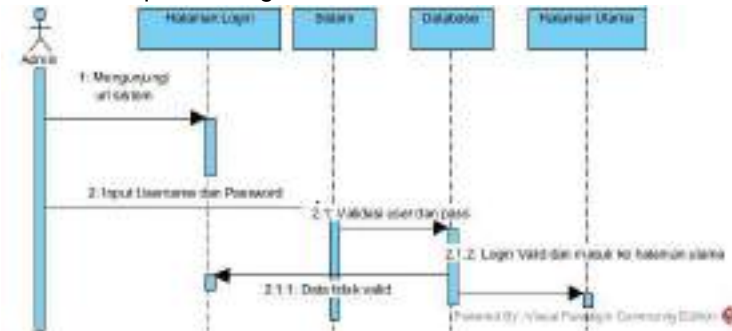 Halaman Login
Sistem
Database
Halaman Utama
Admin
1: Mengunjungi
url sistem
2: Input Username dan Password
2.1: Validasi user dan pass
2.1.2: Login Valid dan masuk ke halaman utama
2.1.1: Data tidak valid
Powered By: Visual Paradigm Community Edition